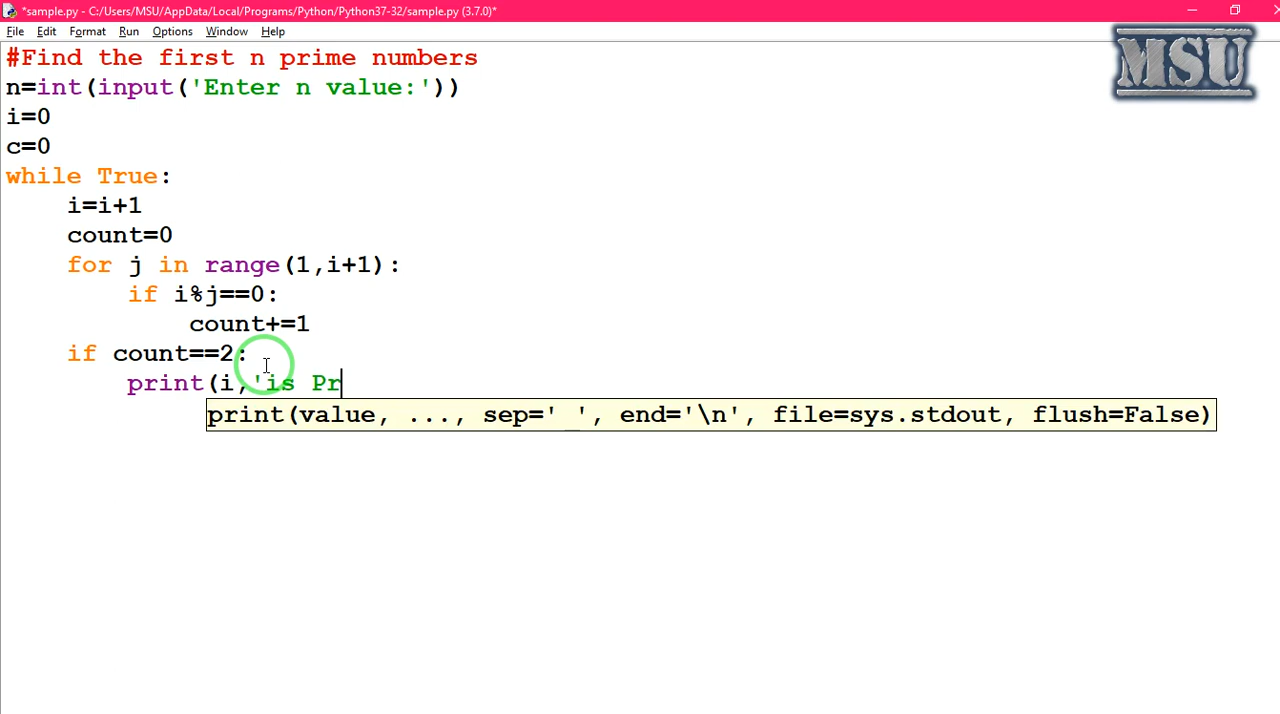 *sample.py - C:/Users/MSU/AppData/Local/Programs/Python/Python37-32/sample.py (3.7.0)*
File Edit Format Run Options Window Help
MSU
#Find the first n prime numbers
n=int(input('Enter n value:'))
i=0
c=0
while True:
    i=i+1
    count=0
    for j in range(1,i+1):
        if i%j==0:
            count+=1
    if count==2:
        print(i,'is Pr
print(value, ..., sep=' ', end='\n', file=sys.stdout, flush=False)